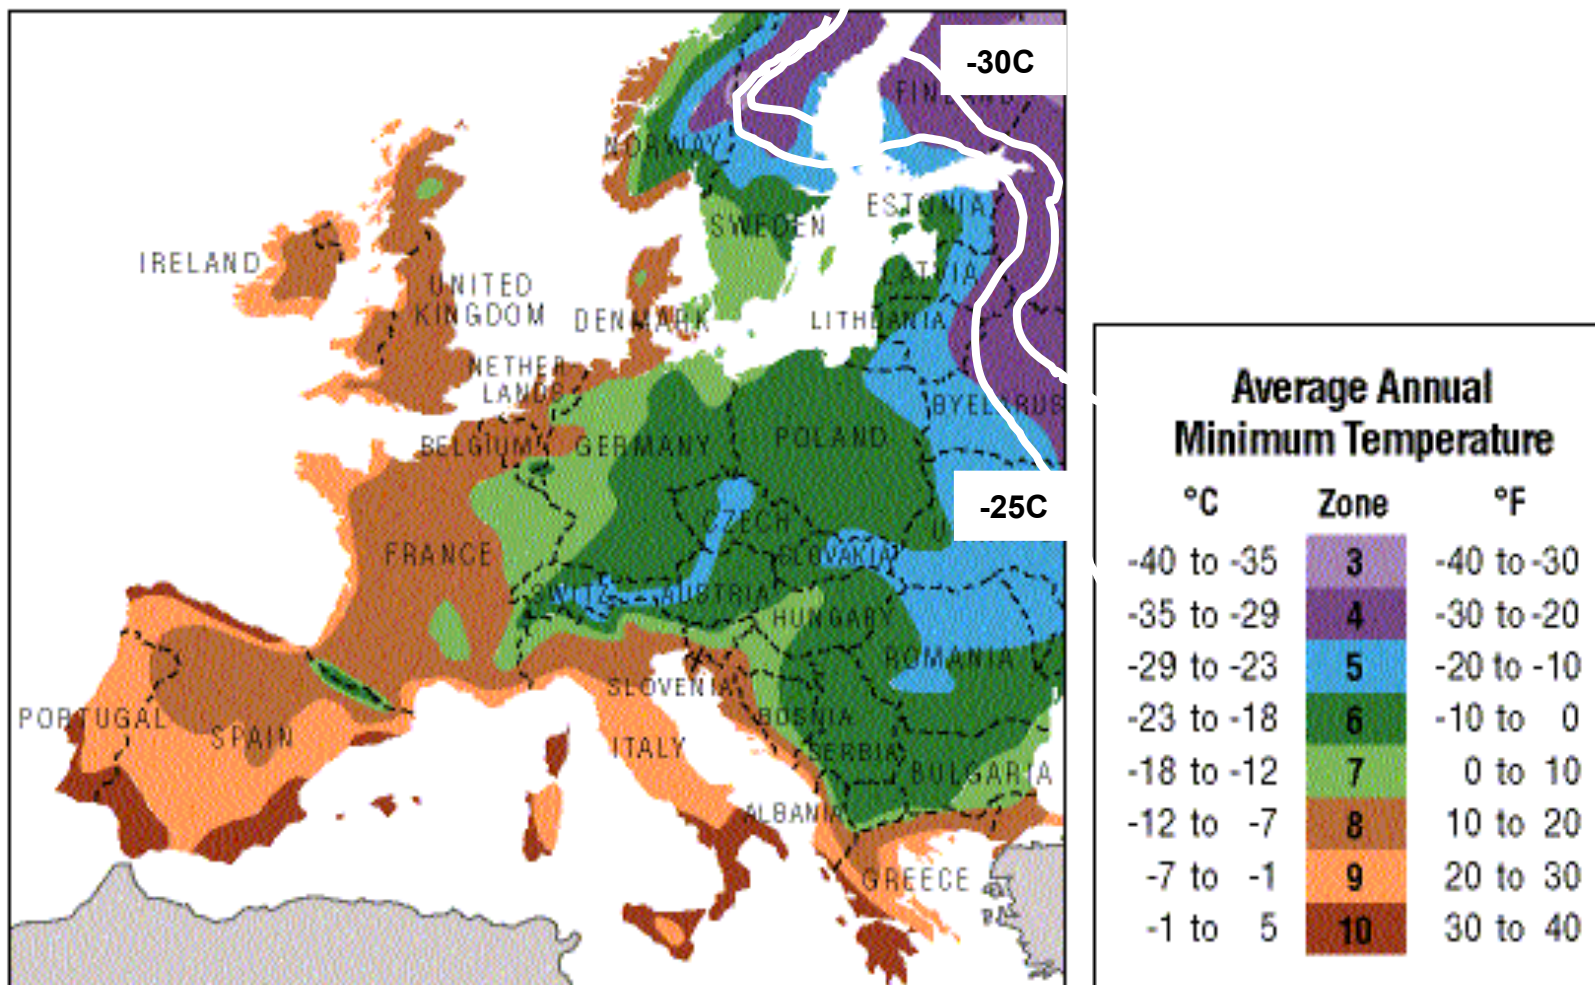 -30C
FINLAND
NORWAY
ESTONIA
SWEDEN
IRELAND
LATVIA
UNITED
KINGDOM
DENMARK
LITHUANIA
NETHER-
LANDS
BYELARUS
BELGIUM
GERMANY
POLAND
-25C
CZECH
FRANCE
SLOVAKIA
SWITZ
AUSTRIA
HUNGARY
ROMANIA
SLOVENIA
PORTUGAL
SPAIN
BOSNIA
ITALY
SERBIA
BULGARIA
ALBANIA
GREECE
Average Annual
Minimum Temperature
°C Zone °F
-40 to -35 3 -40 to -30
-35 to -29 4 -30 to -20
-29 to -23 5 -20 to -10
-23 to -18 6 -10 to 0
-18 to -12 7 0 to 10
-12 to -7 8 10 to 20
-7 to -1 9 20 to 30
-1 to 5 10 30 to 40